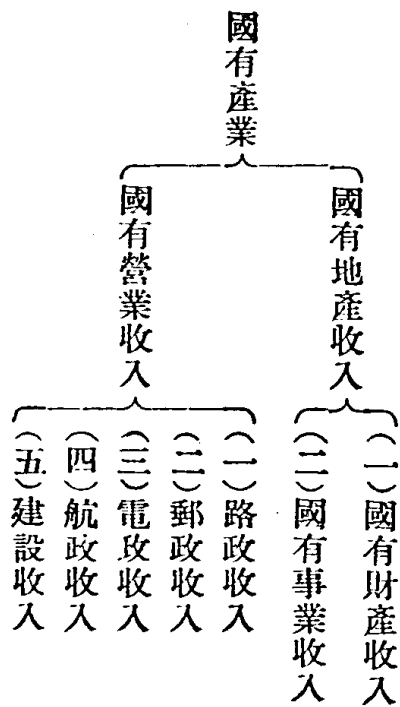 國有產業
國有地產收入
(一)國有財產收入
(二)國有事業收入
國有營業收入
(一)路政收入
(二)郵政收入
(三)電政收入
(四)航政收入
(五)建設收入